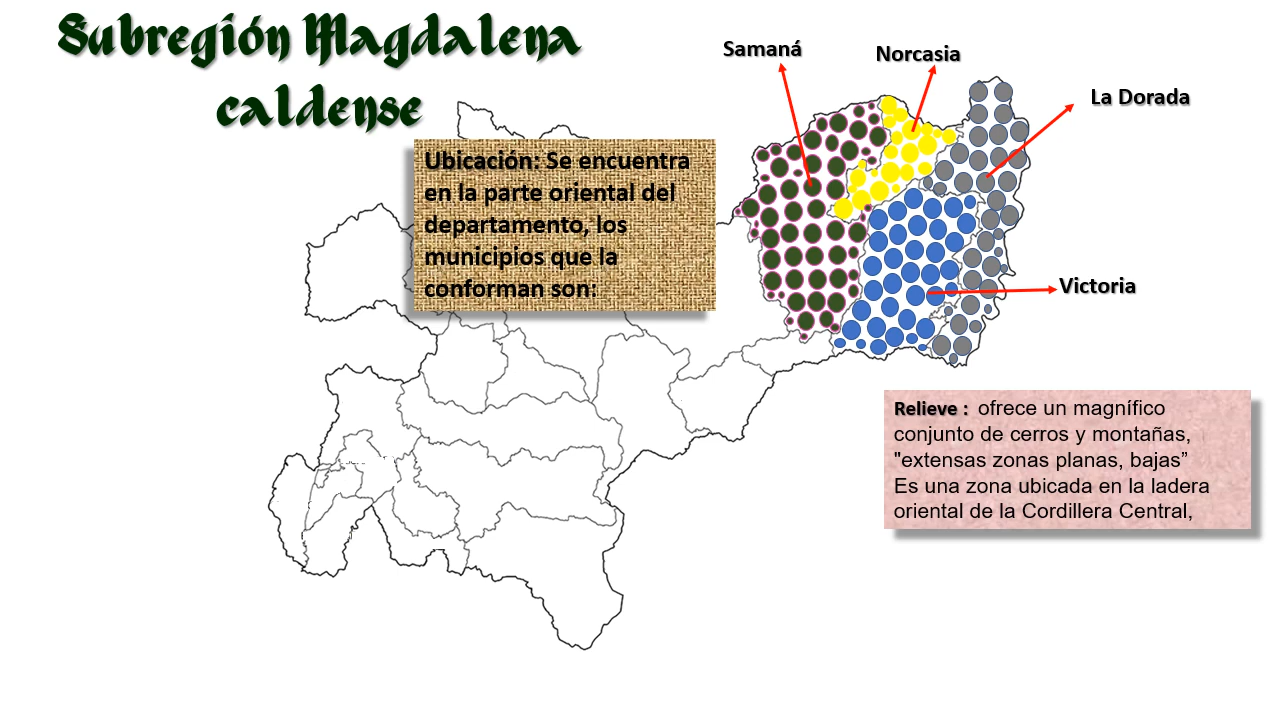 Subregión Magdalena
caldense
Samaná
Norcasia
La Dorada
Ubicación: Se encuentra
en la parte oriental del
departamento, los
municipios que la
conforman son:
Victoria
Relieve : ofrece un magnífico
conjunto de cerros y montañas,
"extensas zonas planas, bajas”
Es una zona ubicada en la ladera
oriental de la Cordillera Central,